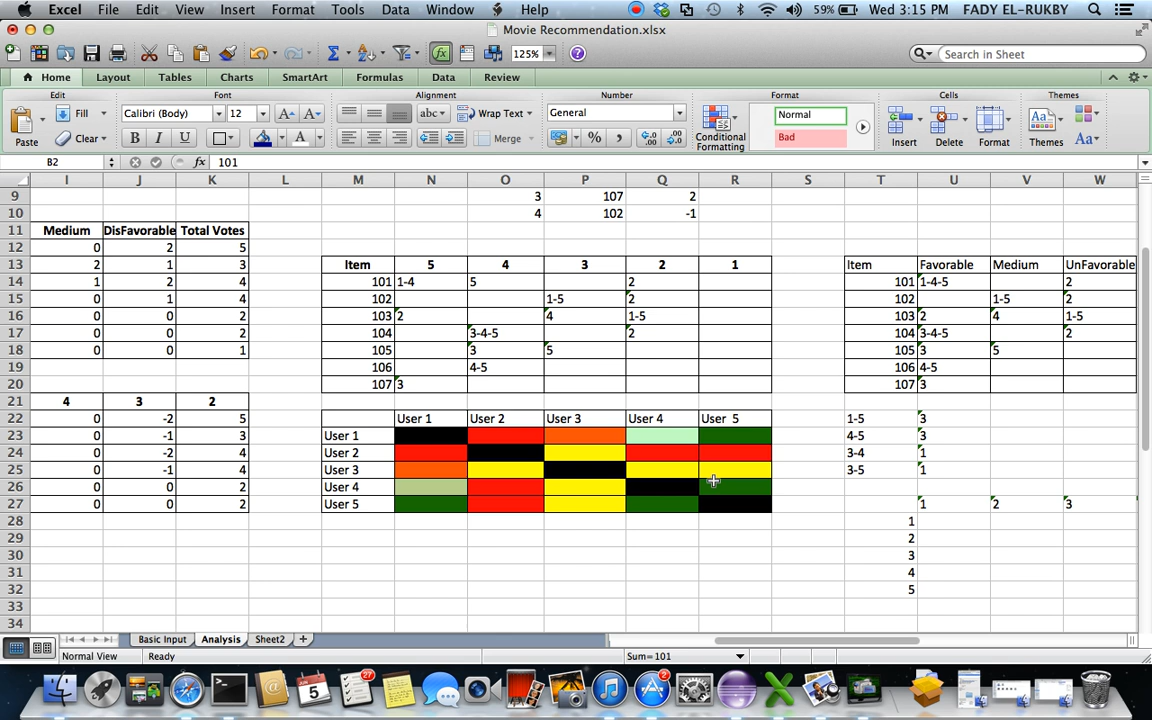 Excel File Edit View Insert Format Tools Data Window Help 59% Wed 3:15 PM FADY EL-RUKBY
Movie Recommendation.xlsx
125% Search in Sheet
Home Layout Tables Charts SmartArt Formulas Data Review
Edit Font Alignment Number Format Cells Themes
Fill Calibri (Body) 12 A A abc Wrap Text General Normal
Paste Clear B I U A Merge % Conditional Formatting Bad Insert Delete Format Themes Aa
B2 fx 101
I J K L M N O P Q R S T U V W
9 3 107 2
10 4 102 -1
11 Medium DisFavorable Total Votes
12 0 2 5
13 2 1 3 Item 5 4 3 2 1 Item Favorable Medium UnFavorable
14 1 2 4 101 1-4 5 2 101 1-4-5 2
15 0 1 4 102 1-5 2 102 1-5 2
16 0 0 2 103 2 4 1-5 103 2 4 1-5
17 0 0 2 104 3-4-5 2 104 3-4-5 2
18 0 0 1 105 3 5 105 3 5
19 106 4-5 106 4-5
20 107 3 107 3
21 4 3 2
22 0 -2 5 User 1 User 2 User 3 User 4 User 5 1-5 3
23 0 -1 3 User 1 4-5 3
24 0 -2 4 User 2 3-4 1
25 0 -1 4 User 3 3-5 1
26 0 0 2 User 4
27 0 0 2 User 5 1 2 3
28 1
29 2
30 3
31 4
32 5
33
34
Basic Input Analysis Sheet2
Normal View Ready Sum=101
5 27 2